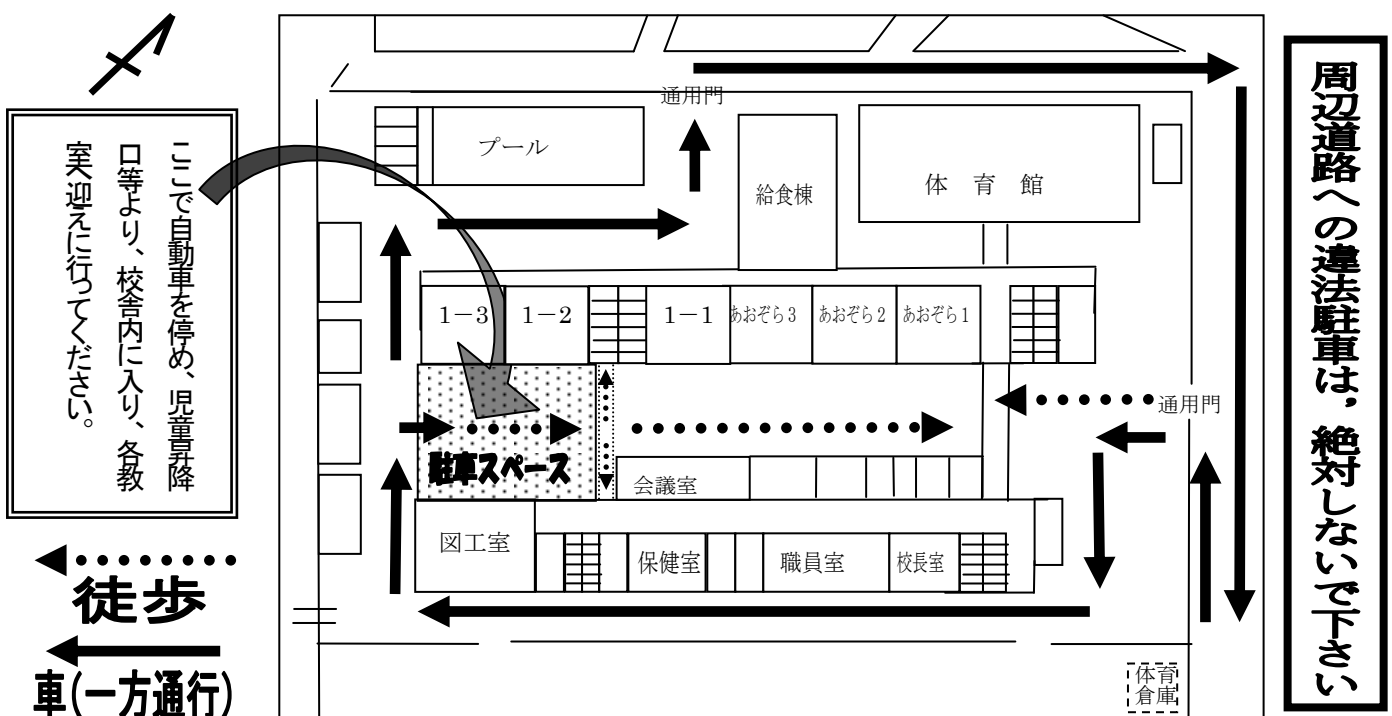 周辺道路への違法駐車は，絶対しないで下さい
ここで自動車を停め、児童昇降
口等より、校舎内に入り、各教
室へ迎えに行ってください。
通用門
プール
給食棟
体 育 館
1－3
1－2
1－1
あおぞら3
あおぞら2
あおぞら1
通用門
駐車スペース
会議室
図工室
保健室
職員室
校長室
徒歩
車(一方通行)
体育
倉庫